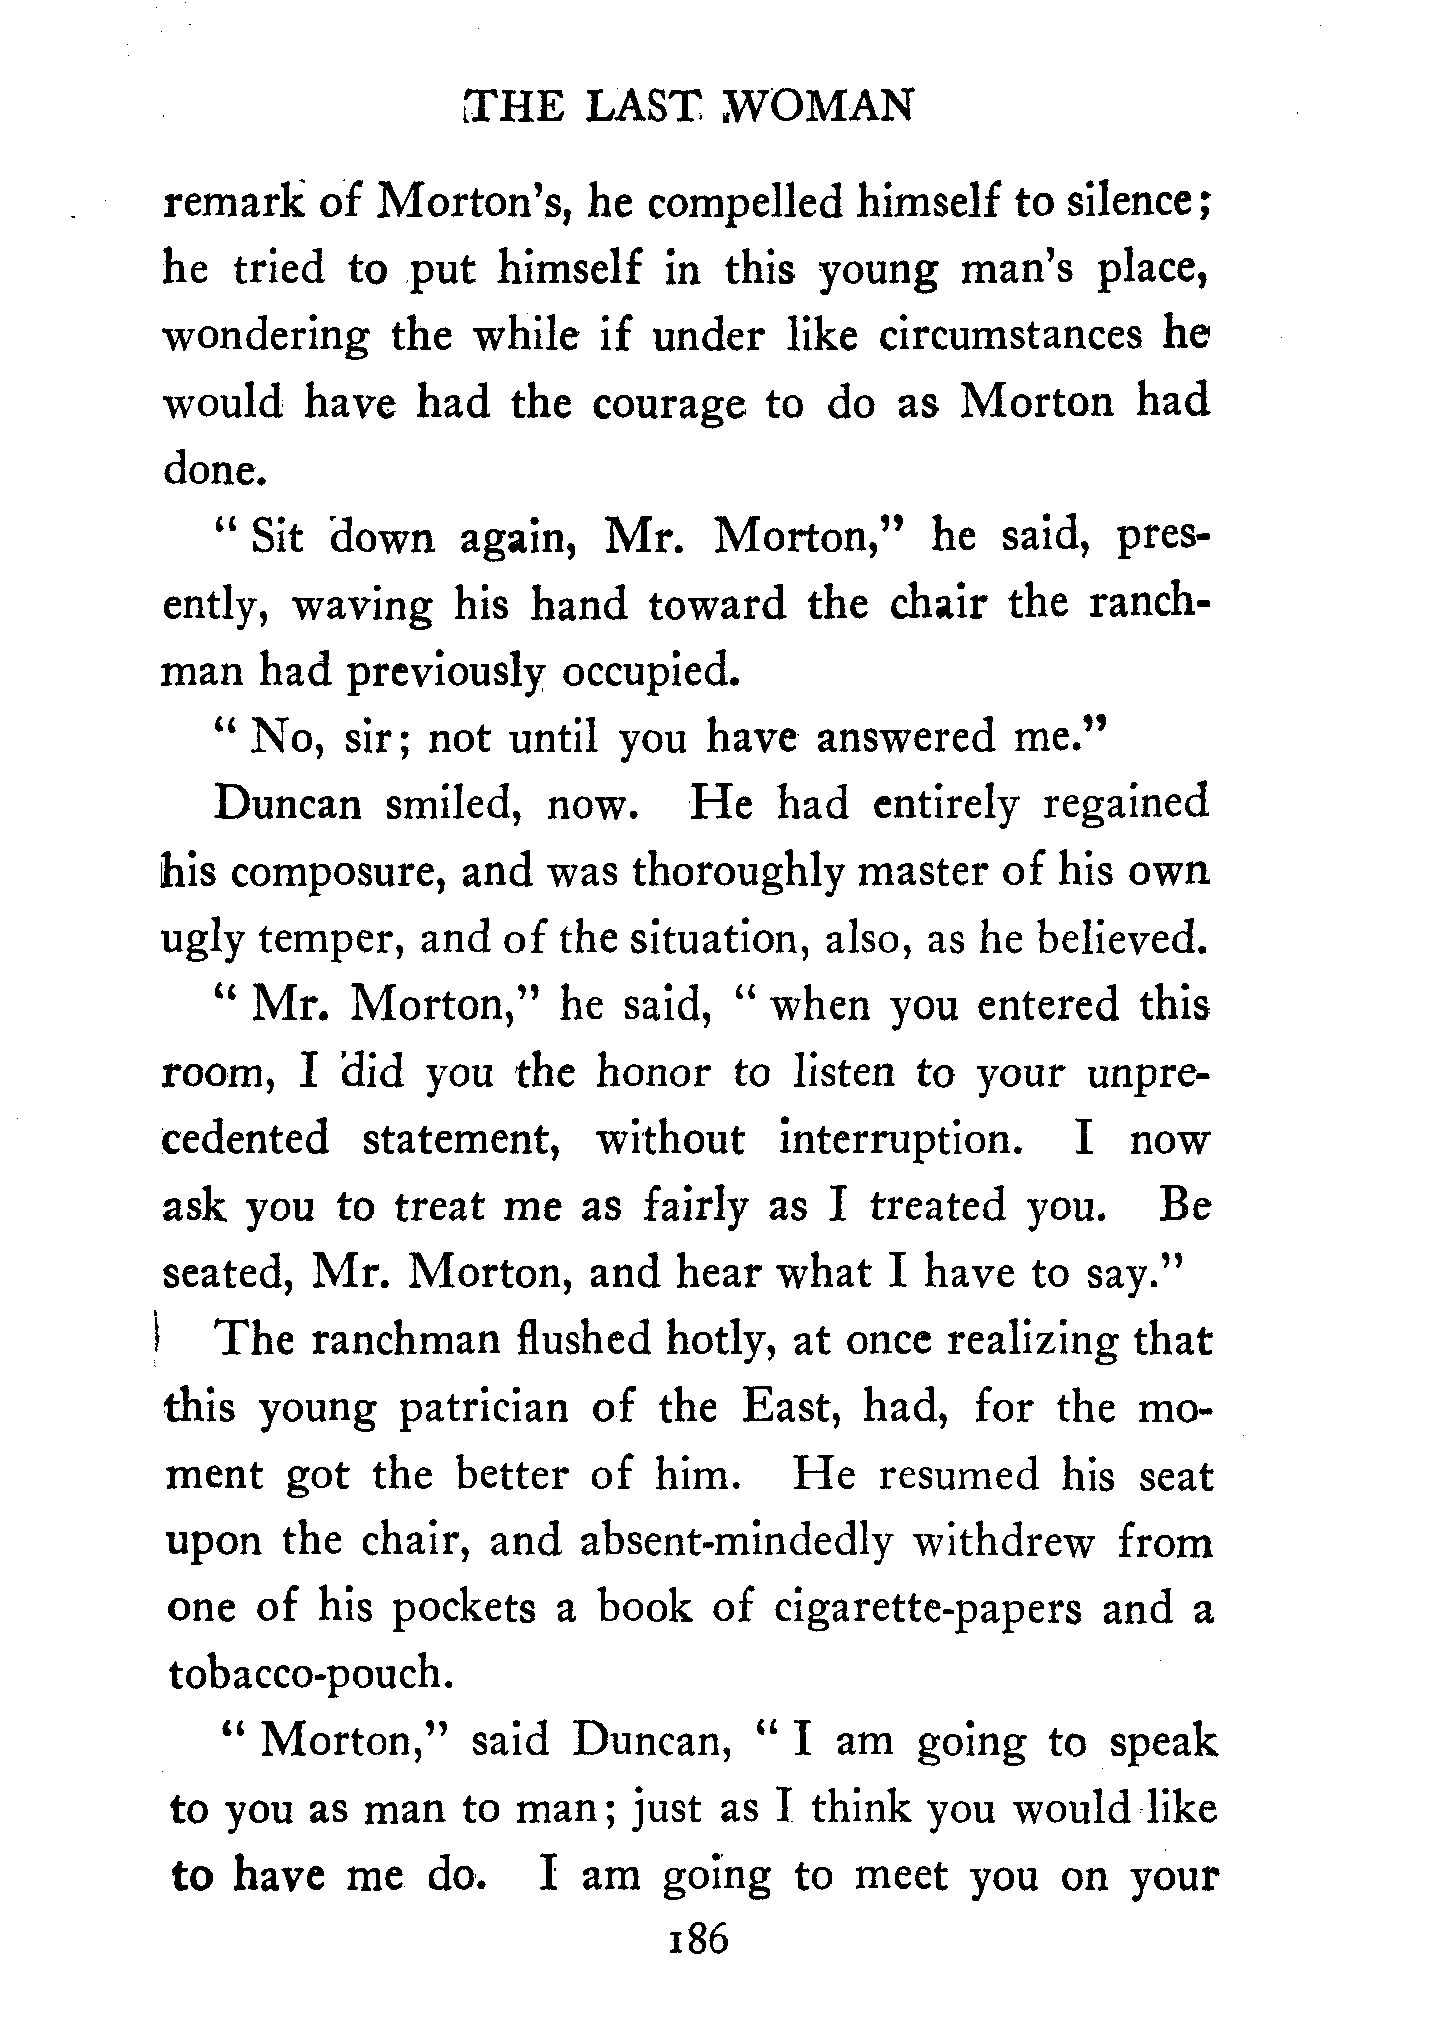 THE LAST WOMAN
remark of Morton's, he compelled himself to silence;
he tried to put himself in this young man's place,
wondering the while if under like circumstances he
would have had the courage to do as Morton had
done.
“ Sit down again, Mr. Morton,” he said, pres-
ently, waving his hand toward the chair the ranch-
man had previously occupied.
“ No, sir; not until you have answered me.”
Duncan smiled, now. He had entirely regained
his composure, and was thoroughly master of his own
ugly temper, and of the situation, also, as he believed.
“ Mr. Morton,” he said, “ when you entered this
room, I did you the honor to listen to your unpre-
cedented statement, without interruption. I now
ask you to treat me as fairly as I treated you. Be
seated, Mr. Morton, and hear what I have to say.”
The ranchman flushed hotly, at once realizing that
this young patrician of the East, had, for the mo-
ment got the better of him. He resumed his seat
upon the chair, and absent-mindedly withdrew from
one of his pockets a book of cigarette-papers and a
tobacco-pouch.
“ Morton,” said Duncan, “ I am going to speak
to you as man to man; just as I think you would like
to have me do. I am going to meet you on your
186